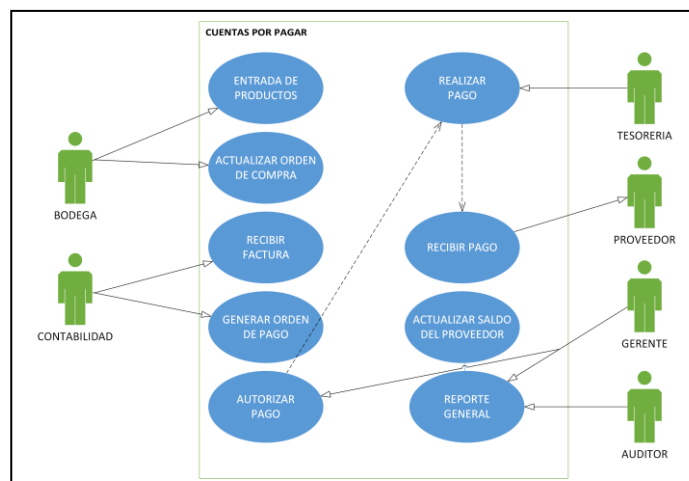 CUENTAS POR PAGAR
ENTRADA DE
PRODUCTOS
REALIZAR
PAGO
TESORERIA
BODEGA
ACTUALIZAR ORDEN
DE COMPRA
RECIBIR
FACTURA
RECIBIR PAGO
PROVEEDOR
CONTABILIDAD
GENERAR ORDEN
DE PAGO
ACTUALIZAR SALDO
DEL PROVEEDOR
GERENTE
AUTORIZAR
PAGO
REPORTE
GENERAL
AUDITOR